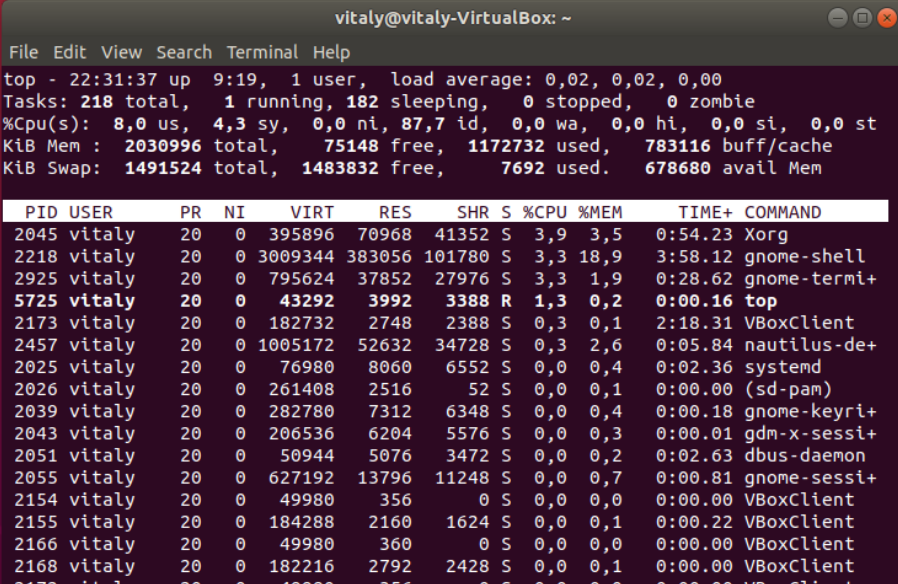 vitaly@vitaly-VirtualBox: ~
File Edit View Search Terminal Help
top - 22:31:37 up  9:19,  1 user,  load average: 0,02, 0,02, 0,00
Tasks: 218 total,   1 running, 182 sleeping,   0 stopped,   0 zombie
%Cpu(s):  8,0 us,  4,3 sy,  0,0 ni, 87,7 id,  0,0 wa,  0,0 hi,  0,0 si,  0,0 st
KiB Mem :  2030996 total,    75148 free,  1172732 used,   783116 buff/cache
KiB Swap:  1491524 total,  1483832 free,     7692 used.   678680 avail Mem
PID USER      PR  NI    VIRT    RES    SHR S %CPU %MEM     TIME+ COMMAND
2045 vitaly    20   0  395896  70968  41352 S  3,9  3,5   0:54.23 Xorg
2218 vitaly    20   0 3009344 383056 101780 S  3,3 18,9   3:58.12 gnome-shell
2925 vitaly    20   0  795624  37852  27976 S  3,3  1,9   0:28.62 gnome-termi+
5725 vitaly    20   0   43292   3992   3388 R  1,3  0,2   0:00.16 top
2173 vitaly    20   0  182732   2748   2388 S  0,3  0,1   2:18.31 VBoxClient
2457 vitaly    20   0 1005172  52632  34728 S  0,3  2,6   0:05.84 nautilus-de+
2025 vitaly    20   0   76980   8060   6552 S  0,0  0,4   0:02.36 systemd
2026 vitaly    20   0  261408   2516     52 S  0,0  0,1   0:00.00 (sd-pam)
2039 vitaly    20   0  282780   7312   6348 S  0,0  0,4   0:00.18 gnome-keyri+
2043 vitaly    20   0  206536   6204   5576 S  0,0  0,3   0:00.01 gdm-x-sessi+
2051 vitaly    20   0   50944   5076   3472 S  0,0  0,2   0:02.63 dbus-daemon
2055 vitaly    20   0  627192  13796  11248 S  0,0  0,7   0:00.81 gnome-sessi+
2154 vitaly    20   0   49980    356      0 S  0,0  0,0   0:00.00 VBoxClient
2155 vitaly    20   0  184288   2160   1624 S  0,0  0,1   0:00.22 VBoxClient
2166 vitaly    20   0   49980    360      0 S  0,0  0,0   0:00.00 VBoxClient
2168 vitaly    20   0  182216   2792   2428 S  0,0  0,1   0:00.00 VBoxClient